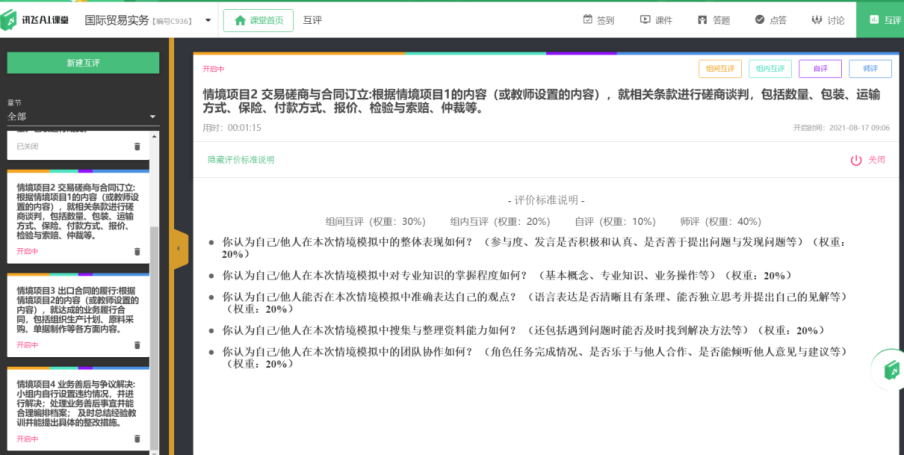 讯飞A.I.课堂
国际贸易实务【编号C936】
课堂首页
互评
签到
课件
答题
点答
讨论
互评
新建互评
章节
全部
已关闭
情境项目2 交易磋商与合同订立:
根据情境项目1的内容（或教师设
置的内容），就相关条款进行磋
商谈判，包括数量、包装、运输
方式、保险、付款方式、报价、
检验与索赔、仲裁等。
开启中
情境项目3 出口合同的履行:根据
情境项目2的内容（或教师设置的
内容），就达成的业务履行合
同，包括组织生产计划、原料采
购、单据制作等各方面内容。
开启中
情境项目4 业务善后与争议解决:
小组内自行设置违约情况，并进
行解决；处理业务善后事宜并能
合理编排档案； 及时总结经验教
训并能提出具体的整改措施。
开启中
开启中
组间互评
组内互评
自评
师评
情境项目2 交易磋商与合同订立:根据情境项目1的内容（或教师设置的内容），就相关条款进行磋商谈判，包括数量、包装、运输
方式、保险、付款方式、报价、检验与索赔、仲裁等。
用时：00:01:15
开启时间：2021-08-17 09:06
隐藏评价标准说明
关闭
- 评价标准说明 -
组间互评（权重：30%） 组内互评（权重：20%） 自评（权重：10%） 师评（权重：40%）
你认为自己/他人在本次情境模拟中的整体表现如何？（参与度、发言是否积极和认真、是否善于提出问题与发现问题等）（权重：
20%）
你认为自己/他人在本次情境模拟中对专业知识的掌握程度如何？（基本概念、专业知识、业务操作等）（权重：20%）
你认为自己/他人能否在本次情境模拟中准确表达自己的观点？（语言表达是否清晰且有条理、能否独立思考并提出自己的见解等）
（权重：20%）
你认为自己/他人在本次情境模拟中搜集与整理资料能力如何？（还包括遇到问题时能否及时找到解决方法等）（权重：20%）
你认为自己/他人在本次情境模拟中的团队协作如何？（角色任务完成情况、是否乐于与他人合作、是否能倾听他人意见与建议等）
（权重：20%）